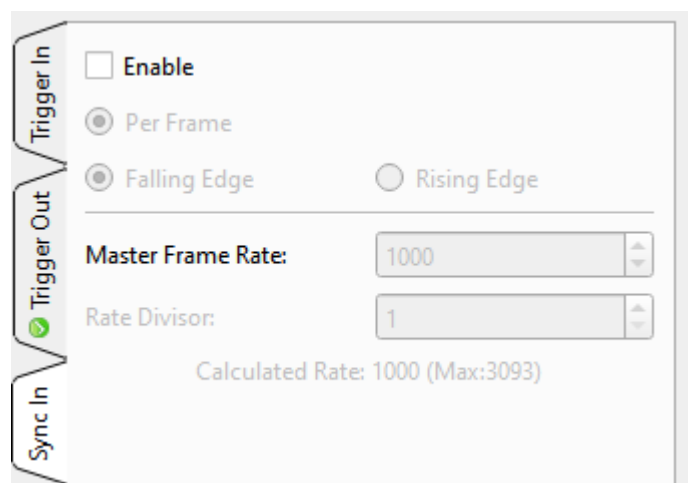 Trigger In
Trigger Out
Sync In
Enable
Per Frame
Falling Edge Rising Edge
Master Frame Rate: 1000
Rate Divisor: 1
Calculated Rate: 1000 (Max:3093)